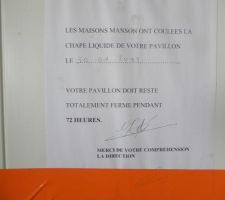 LES MAISONS MANSON ONT COULEES LA
CHAPE LIQUIDE DE VOTRE PAVILLON
LE
VOTRE PAVILLON DOIT RESTE
TOTALEMENT FERME PENDANT
72 HEURES.
MERCI DE VOTRE COMPREHENSION
LA DIRECTION